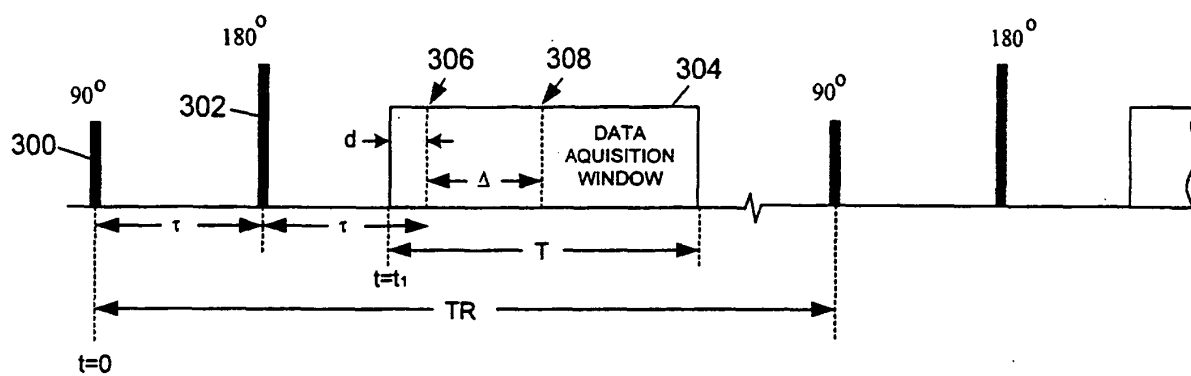 180°
306
308
304
180°
90°
302
90°
300
d
DATA
AQUISITION
WINDOW
Δ
τ
τ
T
t=t₁
TR
t=0